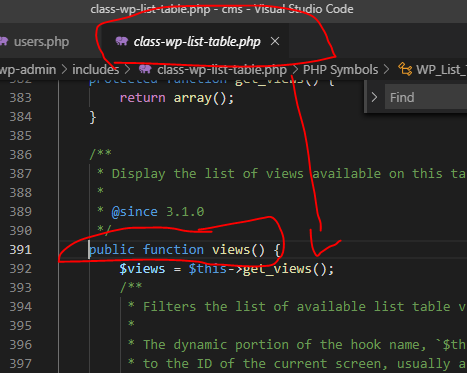 class-wp-list-table.php - cms - Visual Studio Code
users.php
class-wp-list-table.php ×
wp-admin > includes > class-wp-list-table.php > PHP Symbols > WP_List_
Find
382 protected function get_views() {
383 return array();
384 }
385
386 /**
387 * Display the list of views available on this ta
388 *
389 * @since 3.1.0
390 */
391 public function views() {
392 $views = $this->get_views();
393 /**
394 * Filters the list of available list table v
395 *
396 * The dynamic portion of the hook name, `$th
397 * to the ID of the current screen, usually a